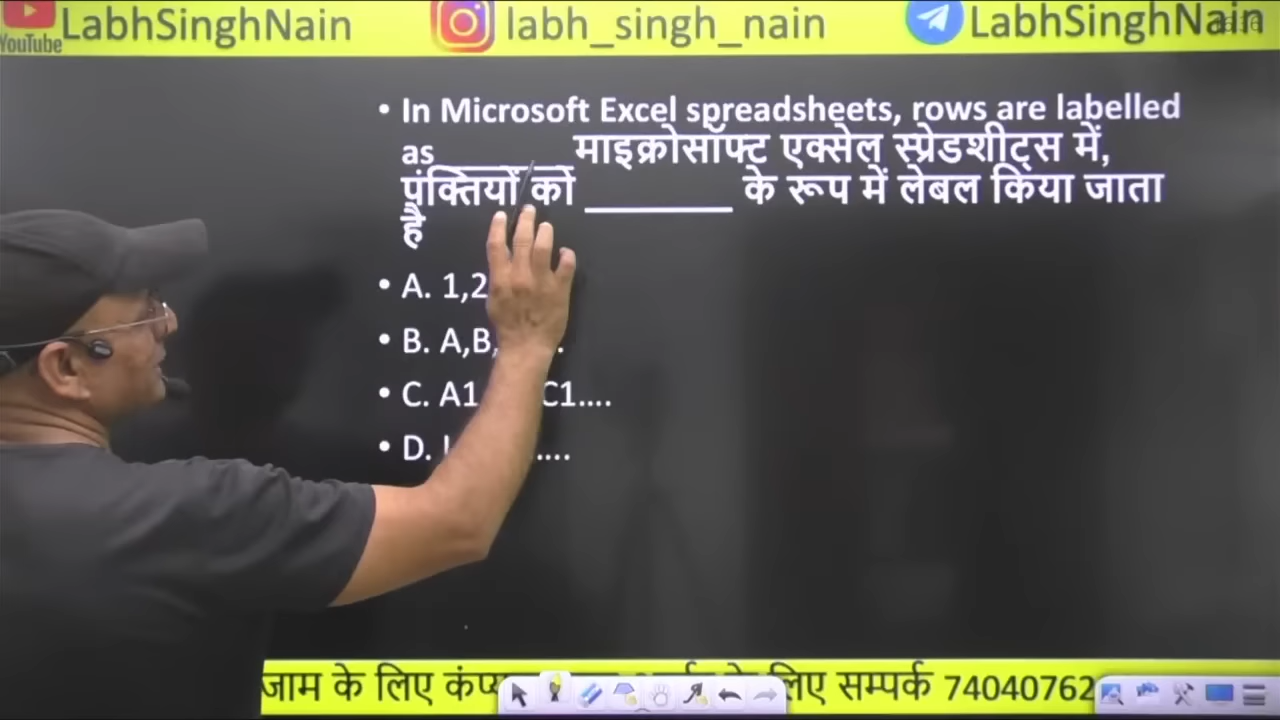 YouTube LabhSinghNain labh_singh_nain LabhSinghNain
• In Microsoft Excel spreadsheets, rows are labelled
as________माइक्रोसॉफ्ट एक्सेल स्प्रेडशीट्स में,
पंक्तियों को ________ के रूप में लेबल किया जाता
है
• A. 1,2
• B. A,B,
• C. A1 C1....
• D.
जाम के लिए लिए सम्पर्क 74040762